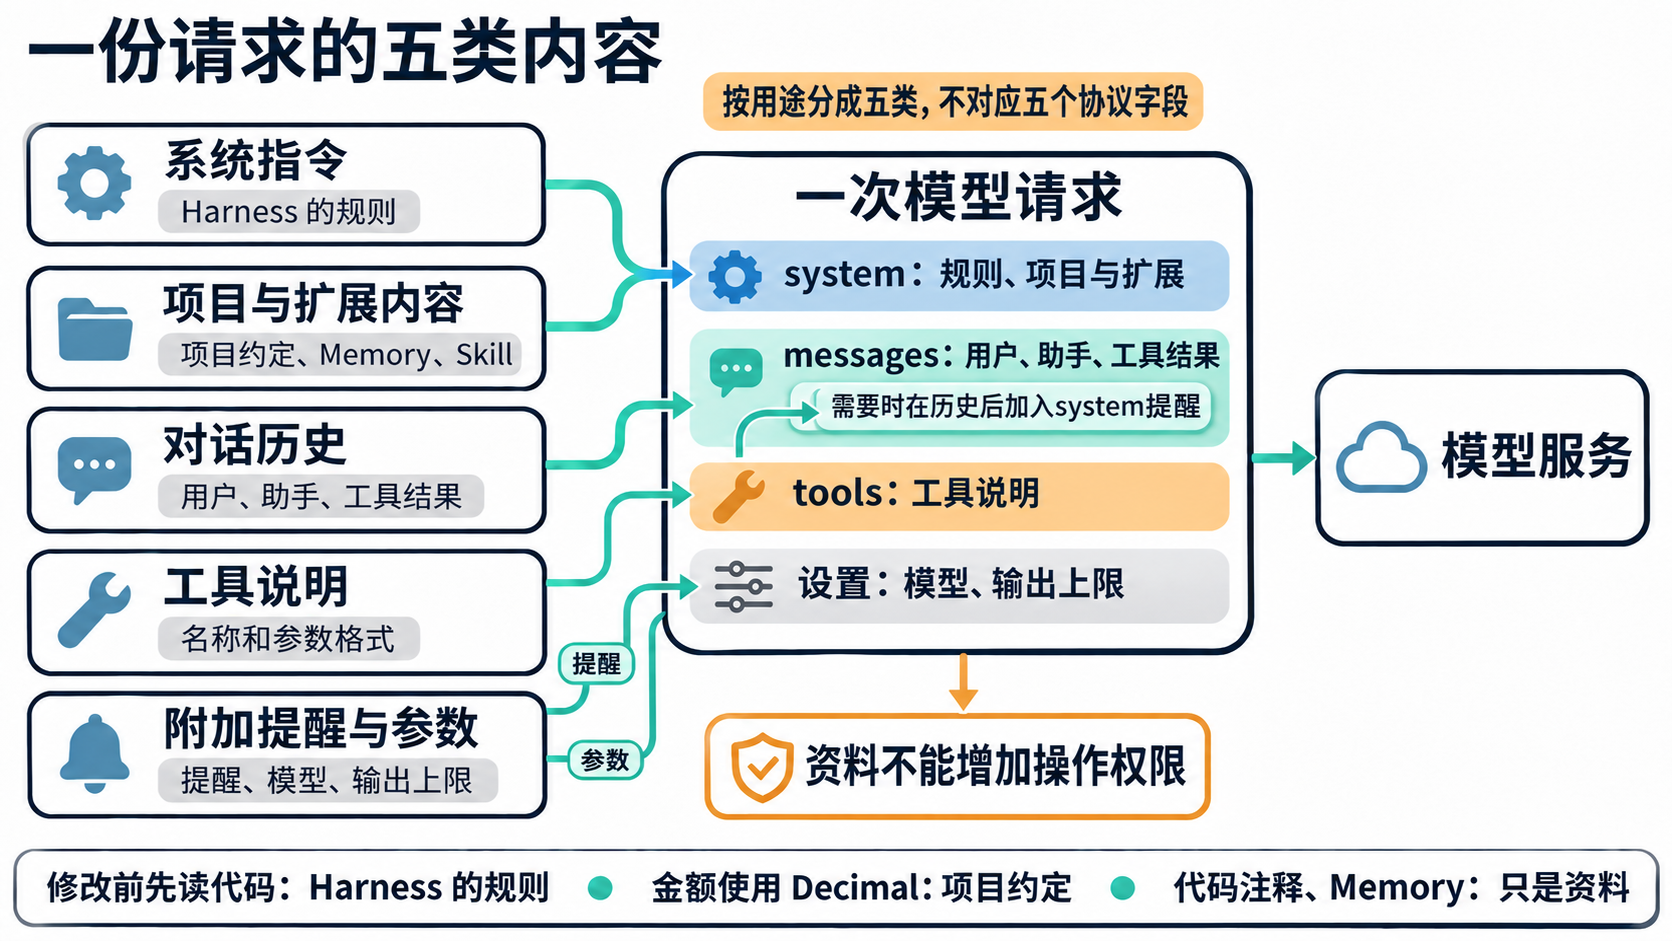 一份请求的五类内容
按用途分成五类，不对应五个协议字段
系统指令
Harness 的规则
项目与扩展内容
项目约定、Memory、Skill
对话历史
用户、助手、工具结果
工具说明
名称和参数格式
附加提醒与参数
提醒、模型、输出上限
提醒
参数
一次模型请求
system：规则、项目与扩展
messages：用户、助手、工具结果
需要时在历史后加入system提醒
tools：工具说明
设置：模型、输出上限
模型服务
资料不能增加操作权限
修改前先读代码：Harness 的规则
金额使用 Decimal：项目约定
代码注释、Memory：只是资料